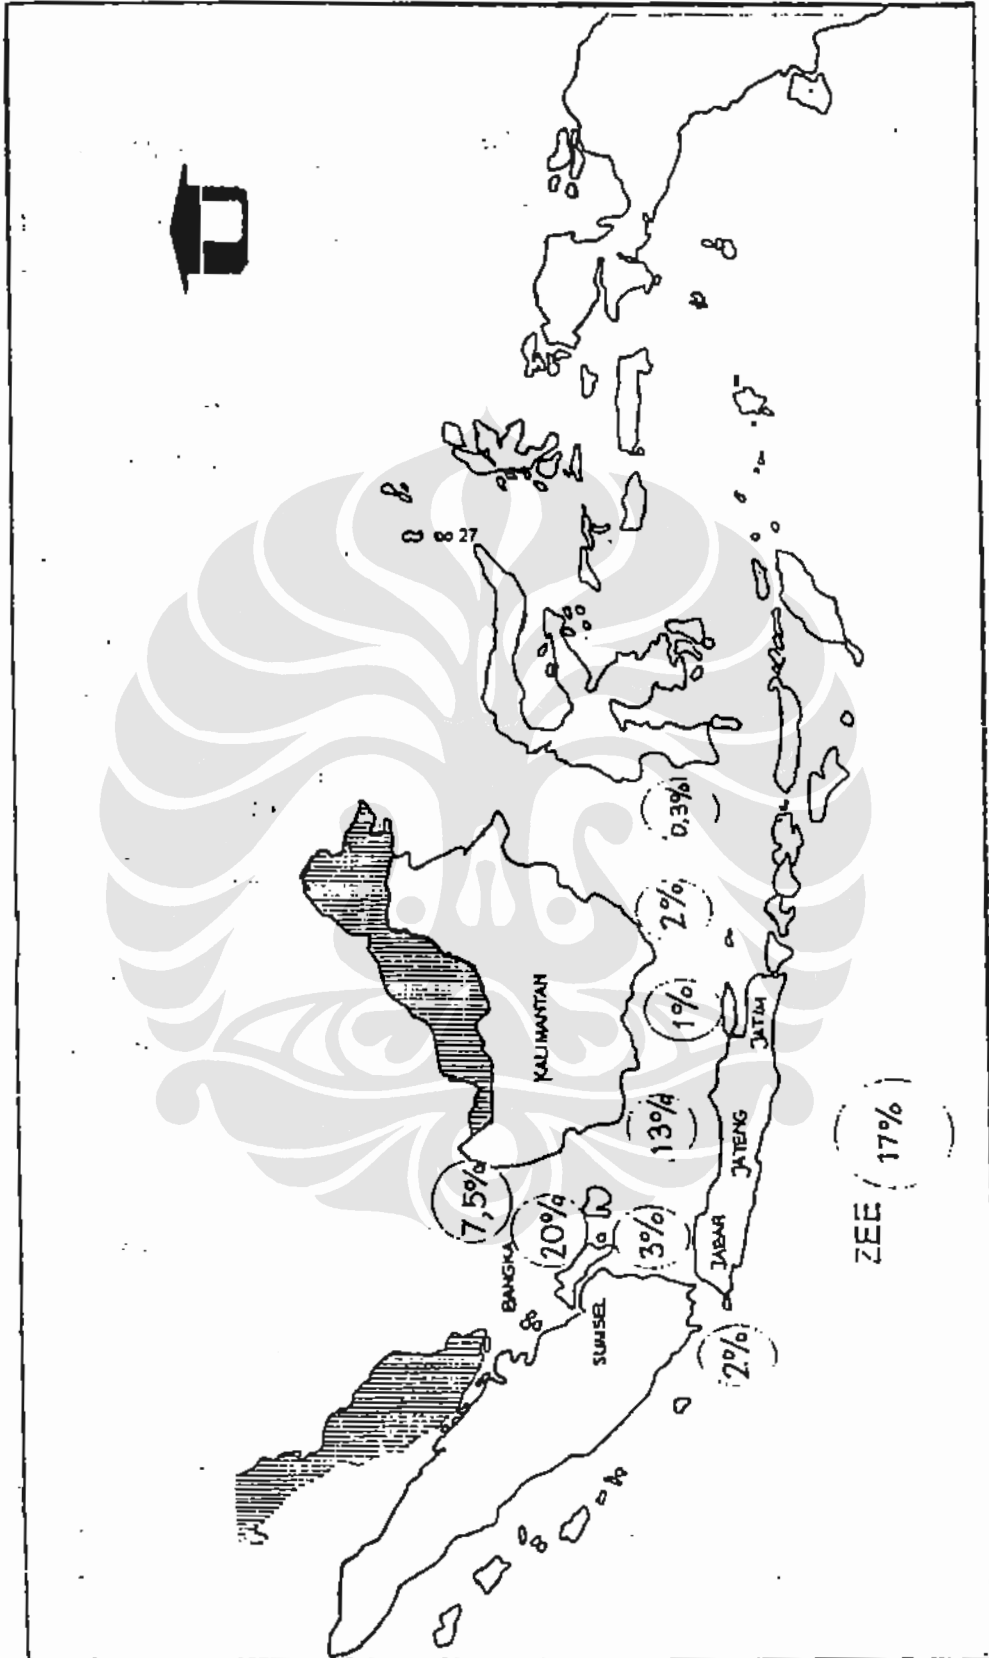 27
0,3%
2%
1%
KALIMANTAN
JATIM
13%
JATENG
7,5%
20%
3%
JABAR
BANGKA
SUMSEL
2%
ZEE
17%